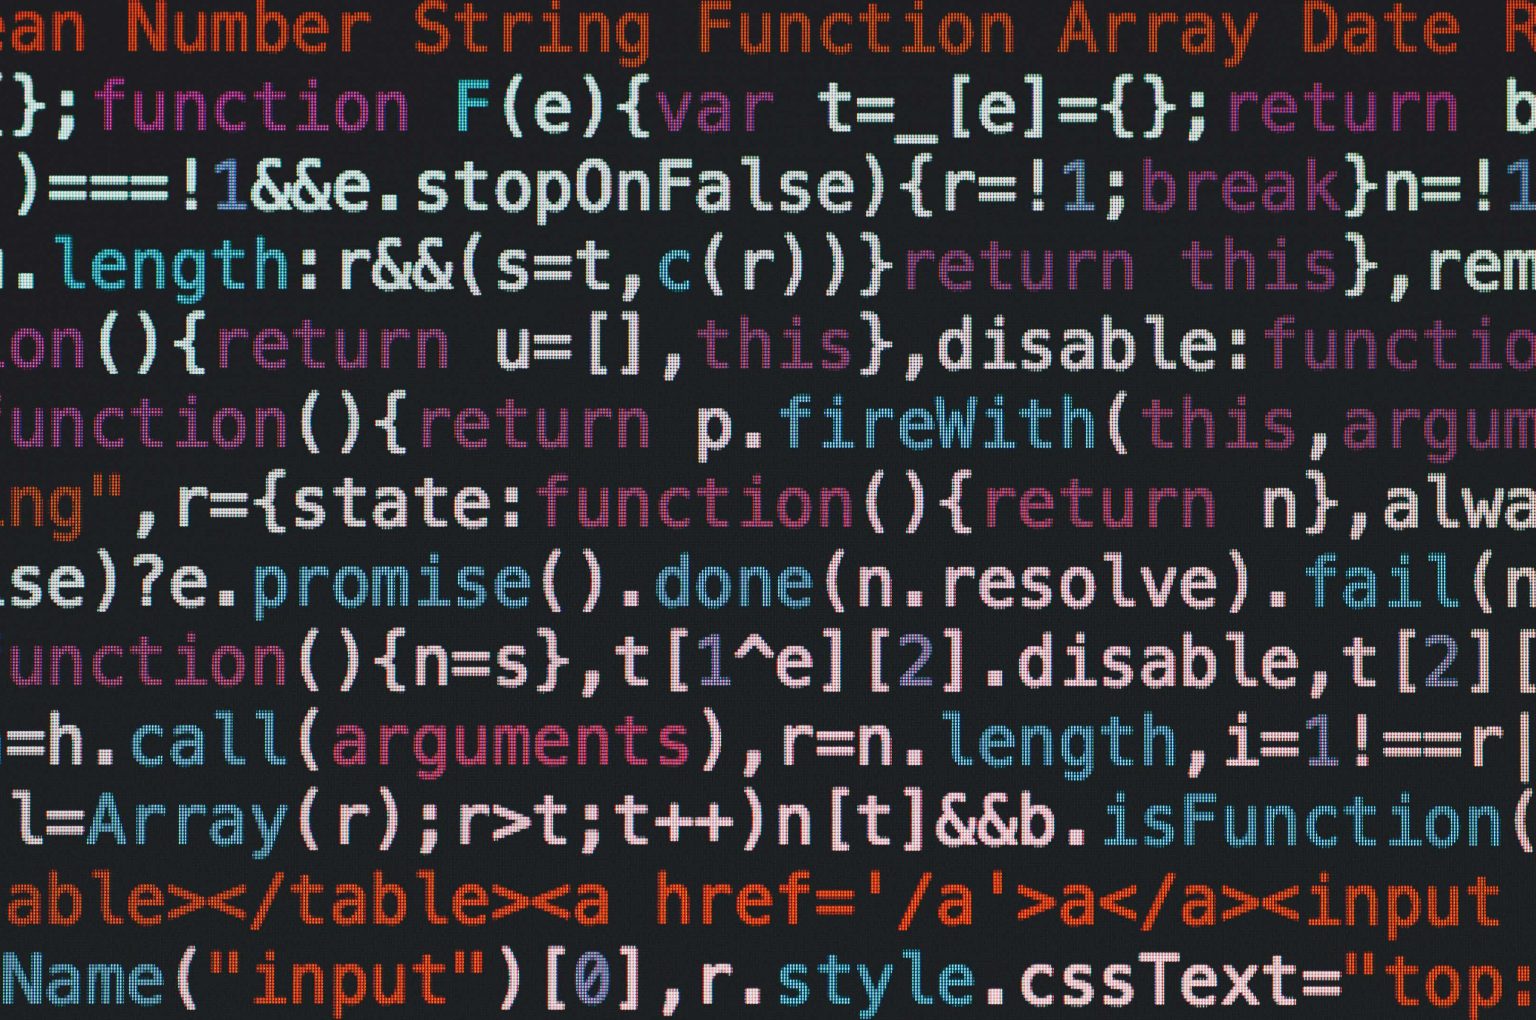 ean Number String Function Array Date R
};function F(e){var t=_[e]={};return b
)===!1&&e.stopOnFalse){r=!1;break}n=!1
.length:r&&(s=t,c(r))}return this},rem
on(){return u=[],this},disable:functio
unction(){return p.fireWith(this,argum
ng",r={state:function(){return n},alwa
se)?e.promise().done(n.resolve).fail(n
unction(){n=s},t[1^e][2].disable,t[2][
=h.call(arguments),r=n.length,i=1!==r|
l=Array(r);r>t;t++)n[t]&&b.isFunction(
able></table><a href='/a'>a</a><input
Name("input")[0],r.style.cssText="top: